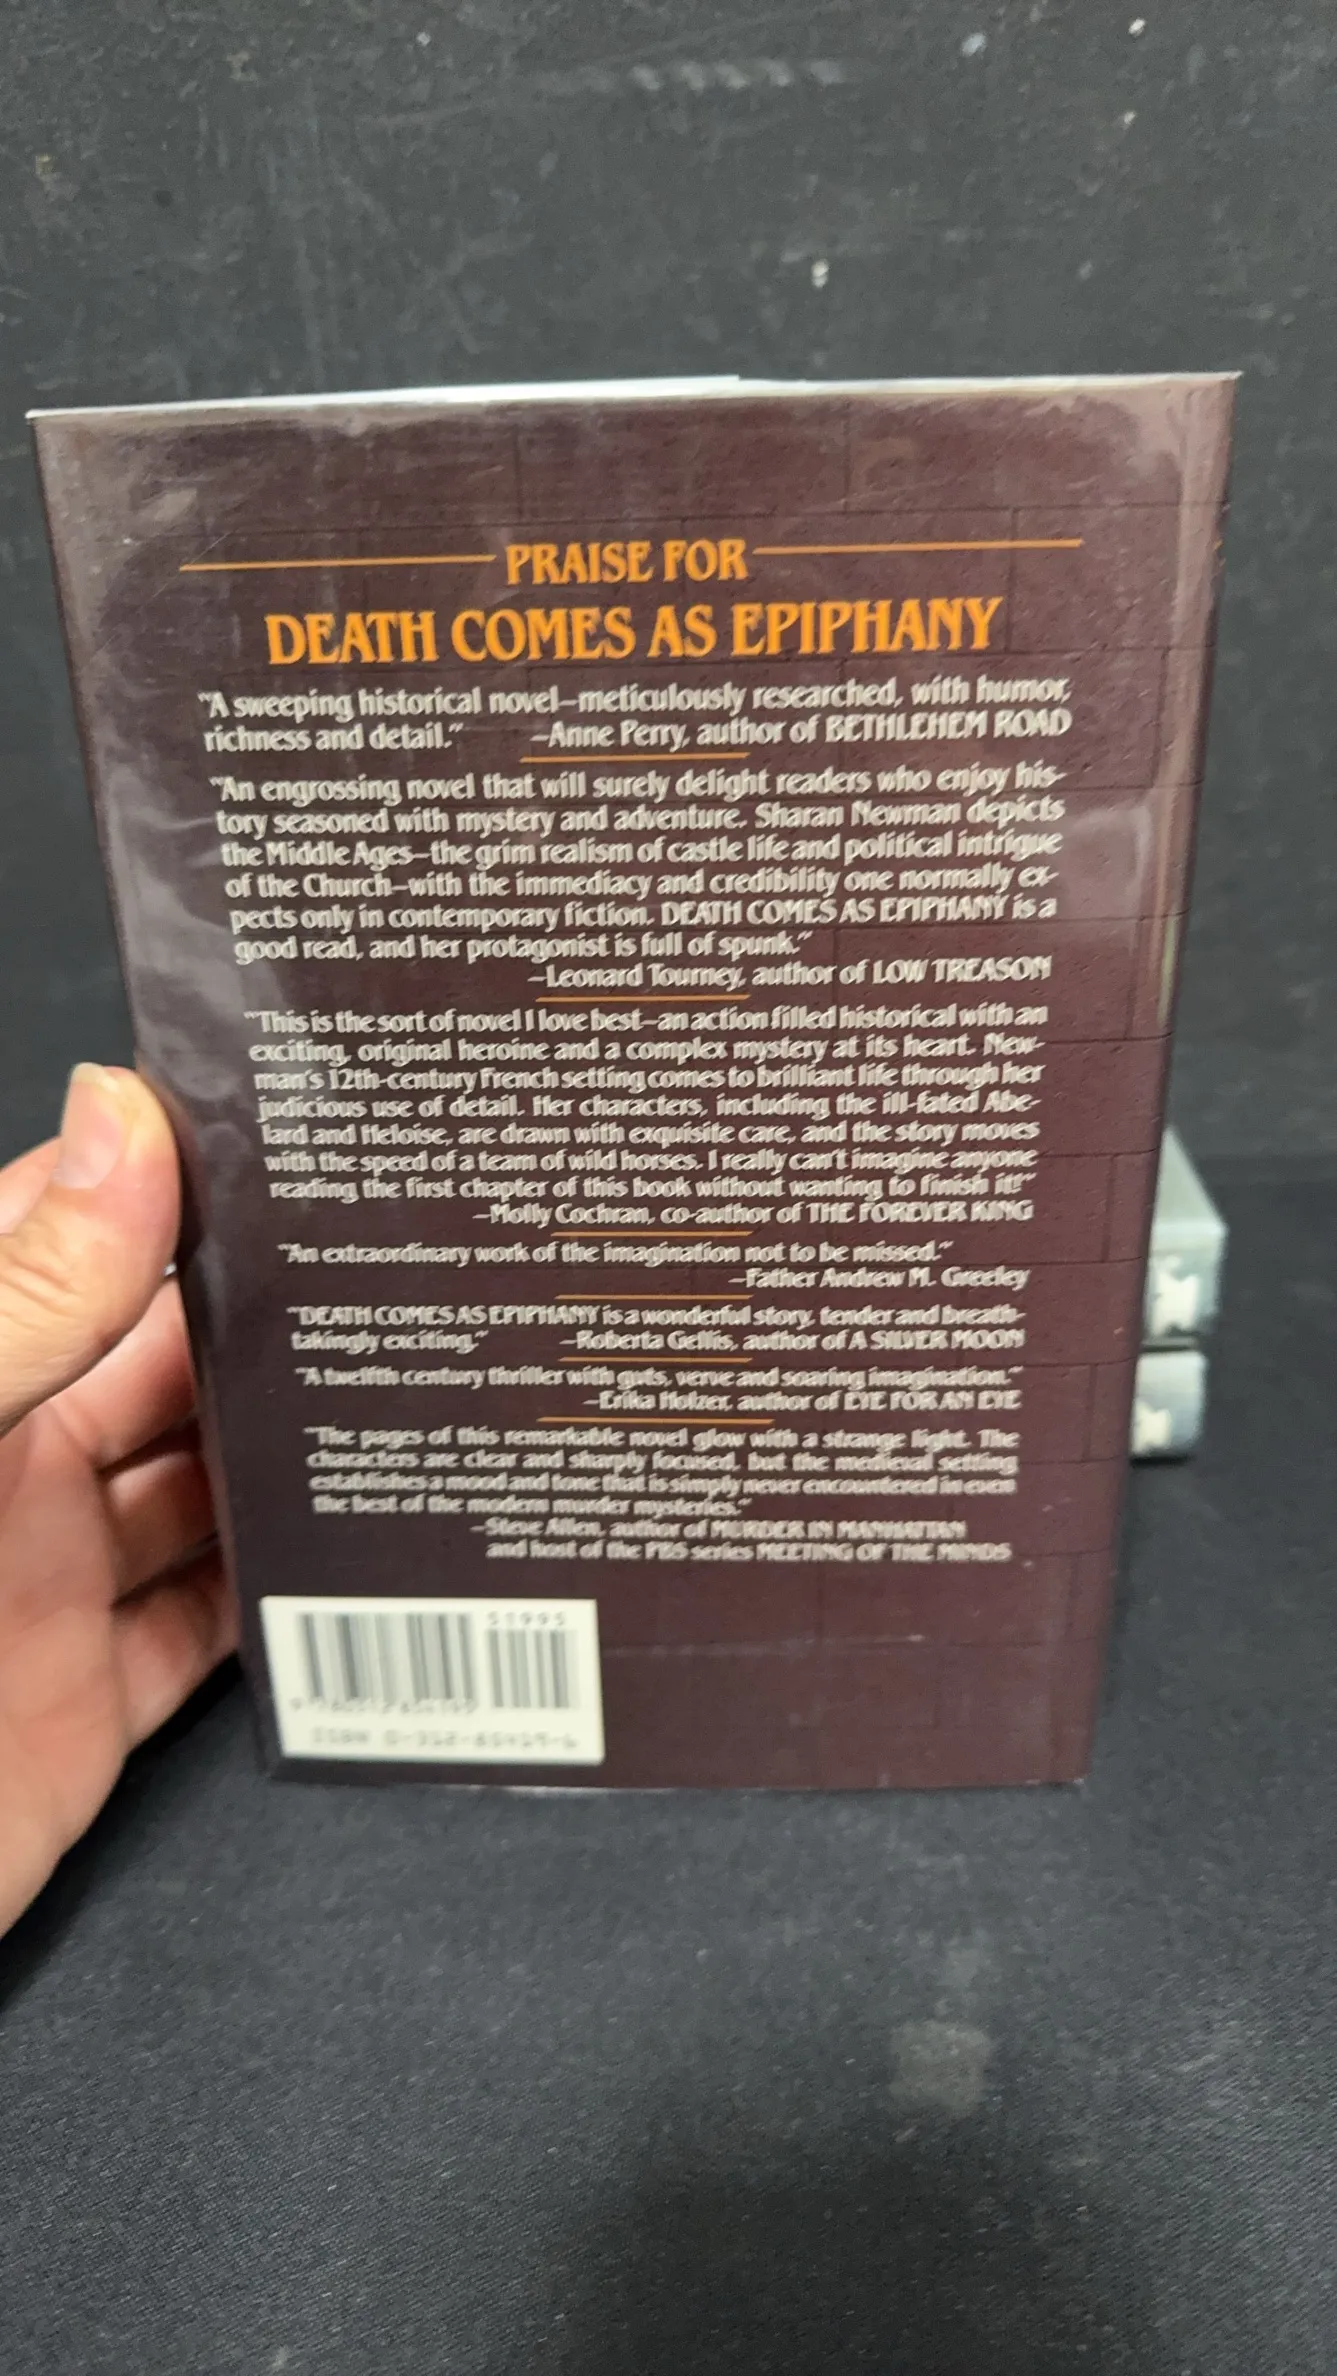 PRAISE FOR
DEATH COMES AS EPIPHANY
"A sweeping historical novel—meticulously researched, with humor,
richness and detail." —Anne Perry, author of BETHLEHEM ROAD
"An engrossing novel that will surely delight readers who enjoy his-
tory seasoned with mystery and adventure. Sharan Newman depicts
the Middle Ages—the grim realism of castle life and political intrigue
of the Church—with the immediacy and credibility one normally ex-
pects only in contemporary fiction. DEATH COMES AS EPIPHANY is a
good read, and her protagonist is full of spunk."
—Leonard Tourney, author of LOW TREASON
"This is the sort of novel I love best—an action filled historical with an
exciting, original heroine and a complex mystery at its heart. New-
man's 12th-century French setting comes to brilliant life through her
judicious use of detail. Her characters, including the ill-fated Abe-
lard and Heloise, are drawn with exquisite care, and the story moves
with the speed of a team of wild horses. I really can't imagine anyone
reading the first chapter of this book without wanting to finish it!"
—Molly Cochran, co-author of THE FOREVER KING
"An extraordinary work of the imagination not to be missed."
—Father Andrew M. Greeley
"DEATH COMES AS EPIPHANY is a wonderful story, tender and breath-
takingly exciting." —Roberta Gellis, author of A SILVER MOON
"A twelfth century thriller with guts, verve and soaring imagination."
—Erika Holzer, author of EYE FOR AN EYE
"The pages of this remarkable novel glow with a strange light. The
characters are clear and sharply focused, but the medieval setting
establishes a mood and tone that is simply never encountered in even
the best of the modern murder mysteries."
—Steve Allen, author of MURDER IN MANHATTAN
and host of the PBS series MEETING OF THE MINDS
51995
ISBN 0-312-85419-6